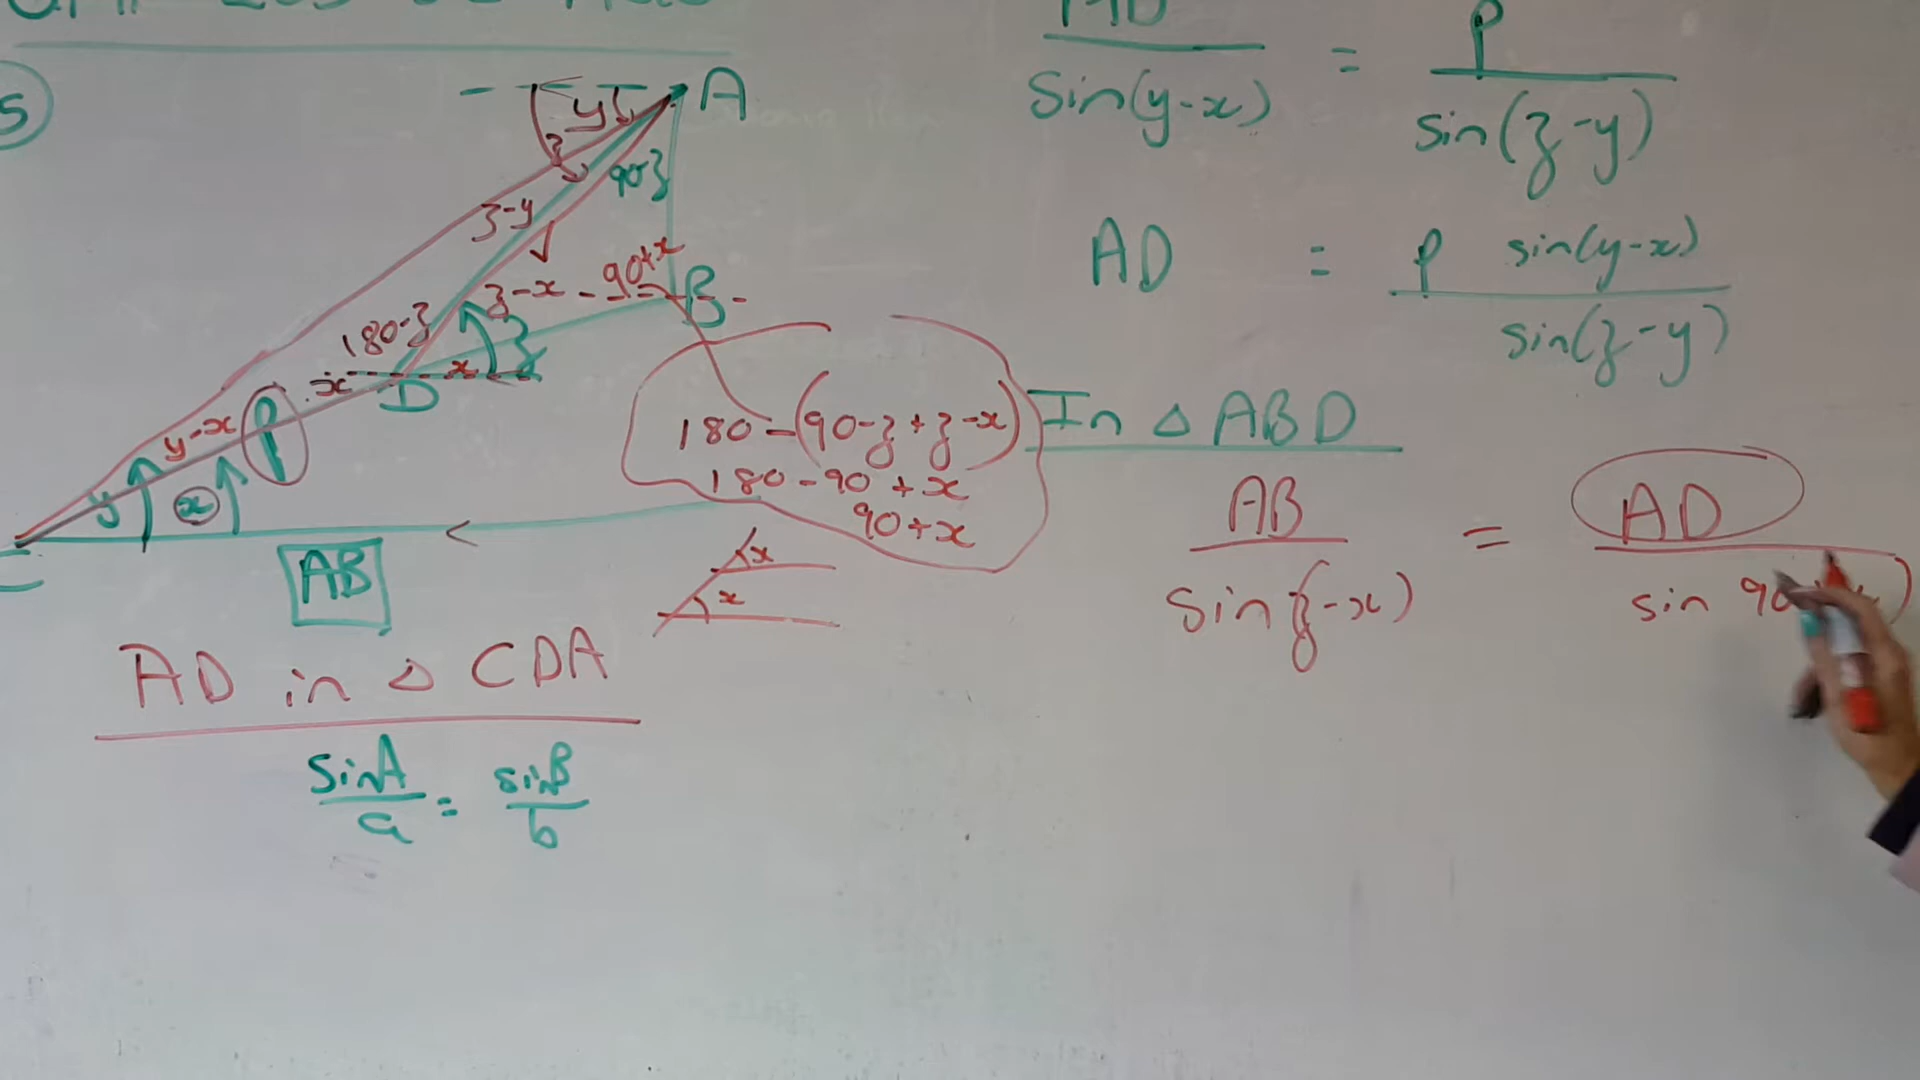 5
A
y
z
90-z
z-y
√
z-x
90+x
B
180-z
z
x
x
D
y-x
p
y
x
AB
x
x
180-(90-z+z-x)
180-90+x
90+x
AD in △ CDA
sinA/a = sinB/b
AD/Sin(y-x) = p/sin(z-y)
AD = p sin(y-x)/sin(z-y)
In △ ABD
AB/Sin(z-x) = AD/sin